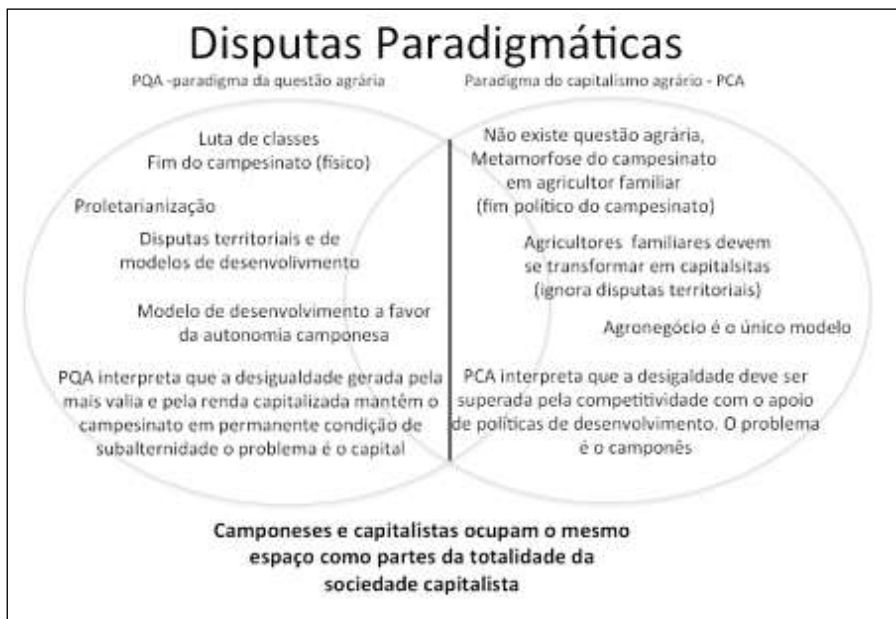 Disputas Paradigmáticas
PQA -paradigma da questão agrária
Paradigma do capitalismo agrário - PCA
Luta de classes
Fim do campesinato (físico)
Proletarianização
Disputas territoriais e de
modelos de desenvolivmento
Modelo de desenvolvimento a favor
da autonomia camponesa
PQA interpreta que a desigualdade gerada pela
mais valia e pela renda capitalizada mantêm o
campesinato em permanente condição de
subalternidade o problema é o capital
Não existe questão agrária,
Metamorfose do campesinato
em agricultor familiar
(fim político do campesinato)
Agricultores familiares devem
se transformar em capitalsitas
(ignora disputas territoriais)
Agronegócio é o único modelo
PCA interpreta que a desigaldade deve ser
superada pela competitividade com o apoio
de políticas de desenvolvimento. O problema
é o camponês
Camponeses e capitalistas ocupam o mesmo
espaço como partes da totalidade da
sociedade capitalista